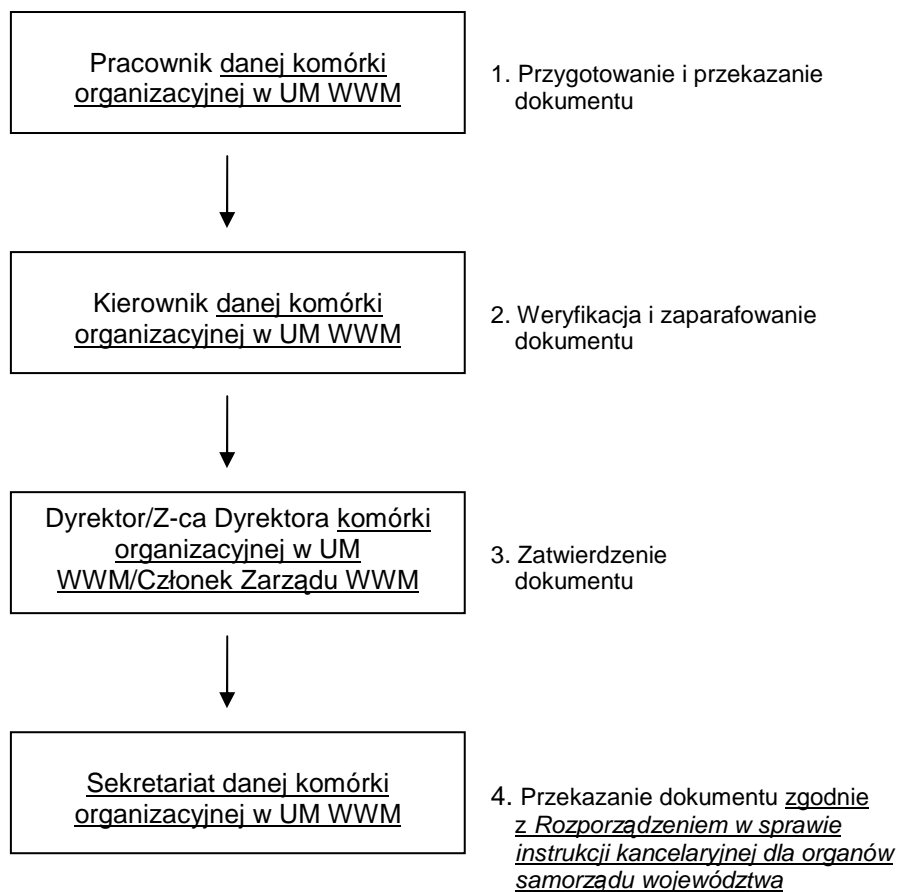 Pracownik danej komórki
organizacyjnej w UM WWM
1. Przygotowanie i przekazanie
dokumentu
Kierownik danej komórki
organizacyjnej w UM WWM
2. Weryfikacja i zaparafowanie
dokumentu
Dyrektor/Z-ca Dyrektora komórki
organizacyjnej w UM
WWM/Członek Zarządu WWM
3. Zatwierdzenie
dokumentu
Sekretariat danej komórki
organizacyjnej w UM WWM
4. Przekazanie dokumentu zgodnie
z Rozporządzeniem w sprawie
instrukcji kancelaryjnej dla organów
samorządu województwa